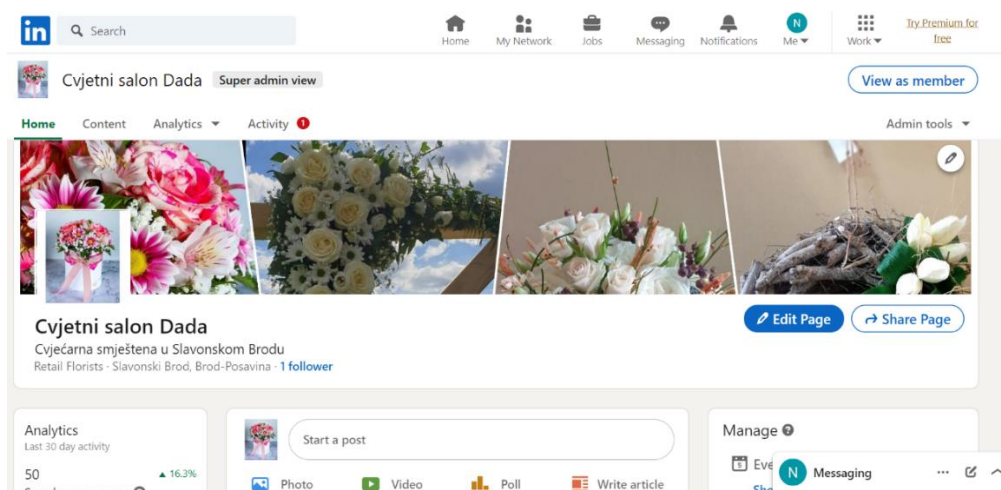 in
Search
Home
My Network
Jobs
Messaging
Notifications
N
Me
Work
Try Premium for
free
Cvjetni salon Dada
Super admin view
View as member
Home
Content
Analytics
Activity
1
Admin tools
Edit Page
Share Page
Cvjetni salon Dada
Cvjećarna smještena u Slavonskom Brodu
Retail Florists · Slavonski Brod, Brod-Posavina · 1 follower
Analytics
Last 30 day activity
50
16.3%
Start a post
Photo
Video
Poll
Write article
Manage
N
Messaging